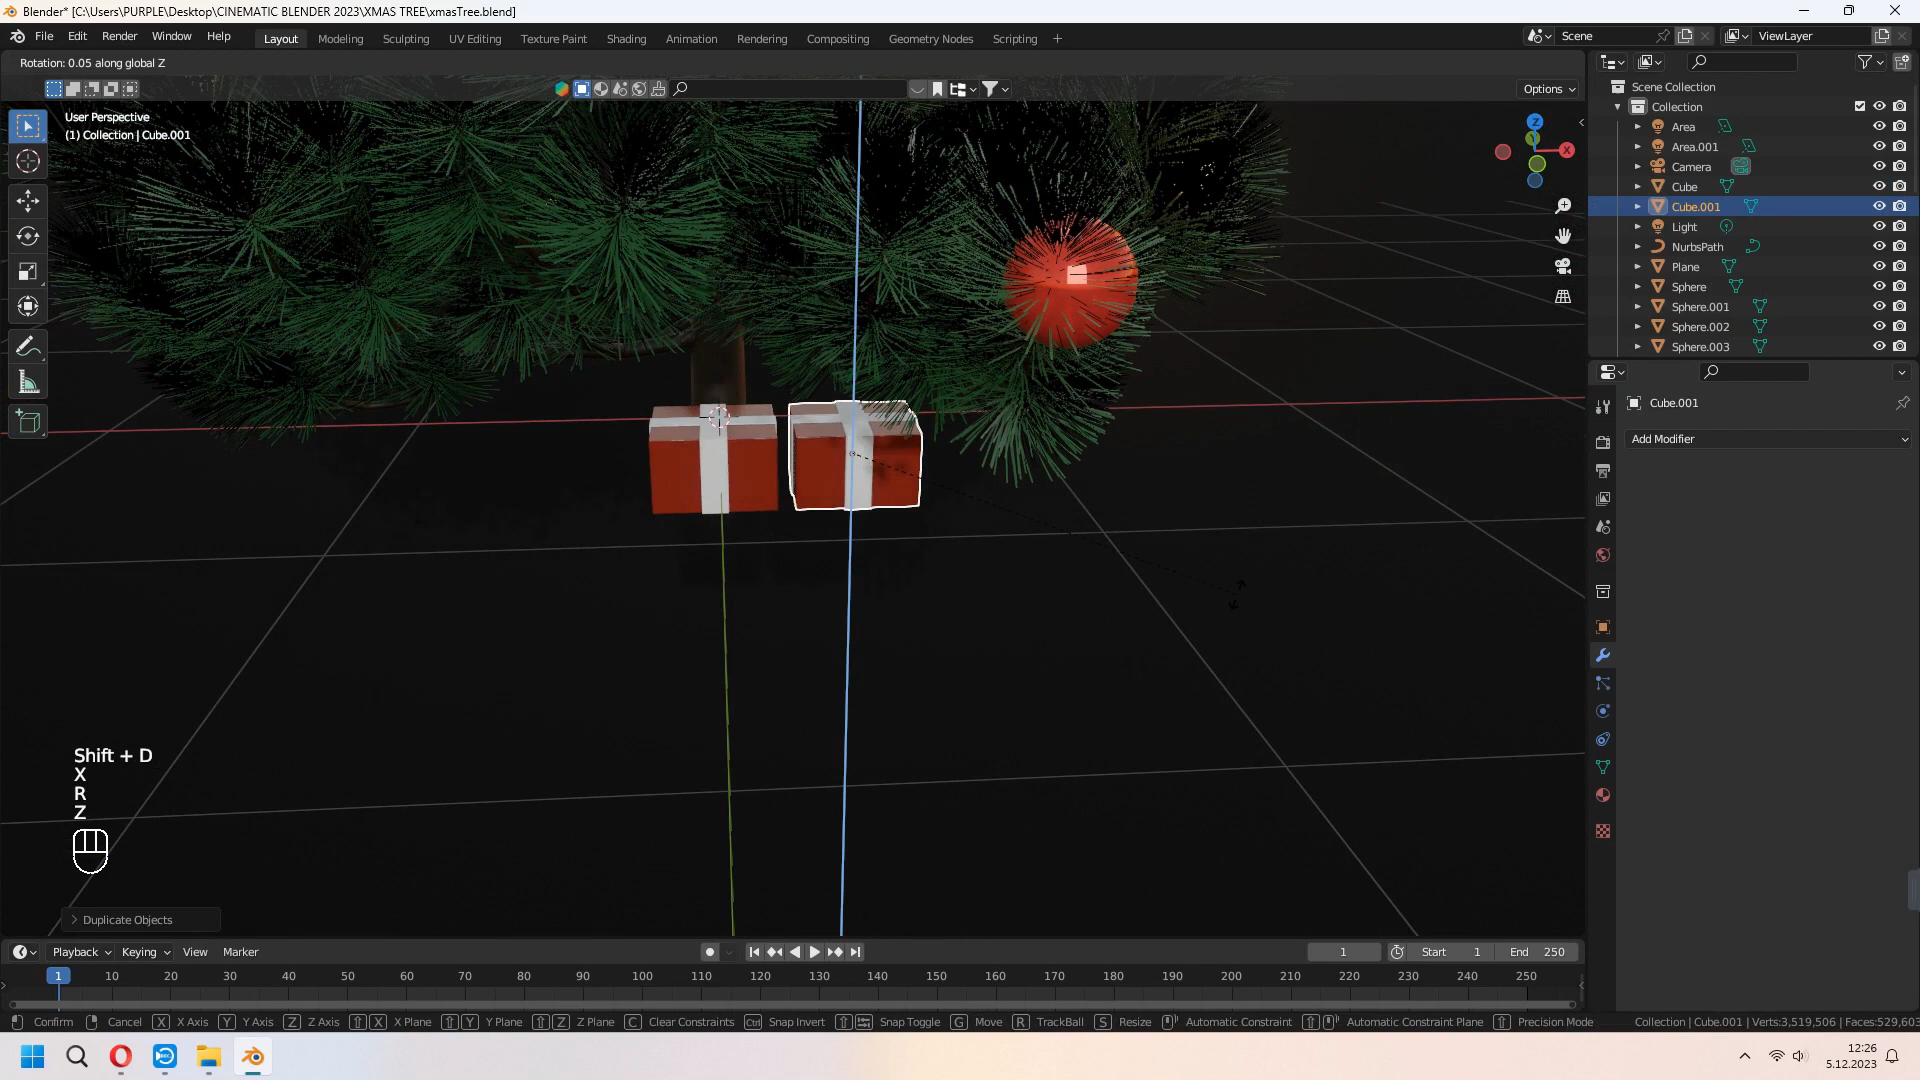 Blender* [C:\Users\PURPLE\Desktop\CINEMATIC BLENDER 2023\XMAS TREE\xmasTree.blend]
File Edit Render Window Help Layout Modeling Sculpting UV Editing Texture Paint Shading Animation Rendering Compositing Geometry Nodes Scripting + Scene ViewLayer
Rotation: 0.05 along global Z
Options
User Perspective
(1) Collection | Cube.001
Z
X
Scene Collection
Collection
Area
Area.001
Camera
Cube
Cube.001
Light
NurbsPath
Plane
Sphere
Sphere.001
Sphere.002
Sphere.003
Cube.001
Add Modifier
Shift + D
X
R
Z
Duplicate Objects
Playback Keying View Marker 1 Start 1 End 250
1 10 20 30 40 50 60 70 80 90 100 110 120 130 140 150 160 170 180 190 200 210 220 230 240 250
Confirm Cancel X X Axis Y Y Axis Z Z Axis X X Plane Y Y Plane Z Z Plane C Clear Constraints Ctrl Snap Invert Snap Toggle G Move R TrackBall S Resize Automatic Constraint Automatic Constraint Plane Precision Mode Collection | Cube.001 | Verts:3,519,506 | Faces:529,603
12:26
5.12.2023